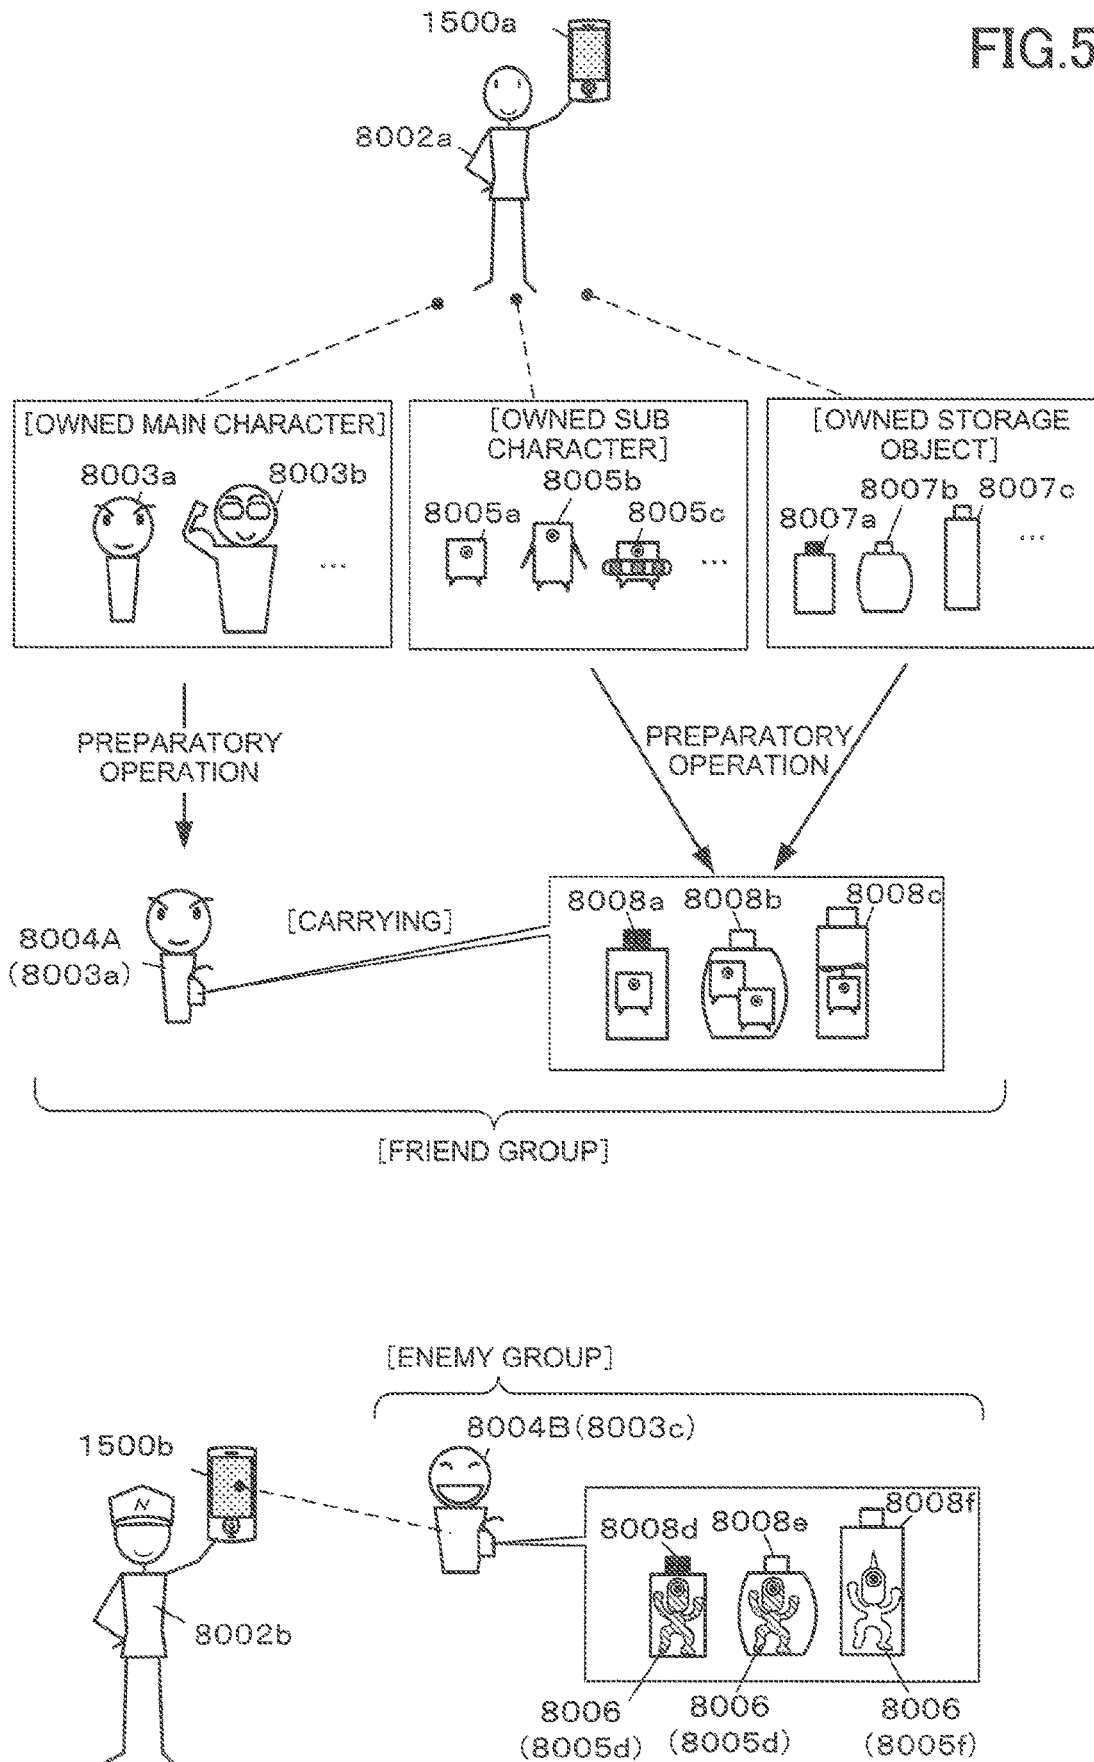 1500a
FIG.5
8002a
[OWNED MAIN CHARACTER]
8003a
8003b
...
[OWNED SUB
CHARACTER]
8005a
8005b
8005c
...
[OWNED STORAGE
OBJECT]
8007a
8007b
8007c
...
PREPARATORY
OPERATION
PREPARATORY
OPERATION
8004A
(8003a)
[CARRYING]
8008a
8008b
8008c
[FRIEND GROUP]
[ENEMY GROUP]
1500b
N
8002b
8004B(8003c)
8008d
8008e
8008f
8006
(8005d)
8006
(8005d)
8006
(8005f)